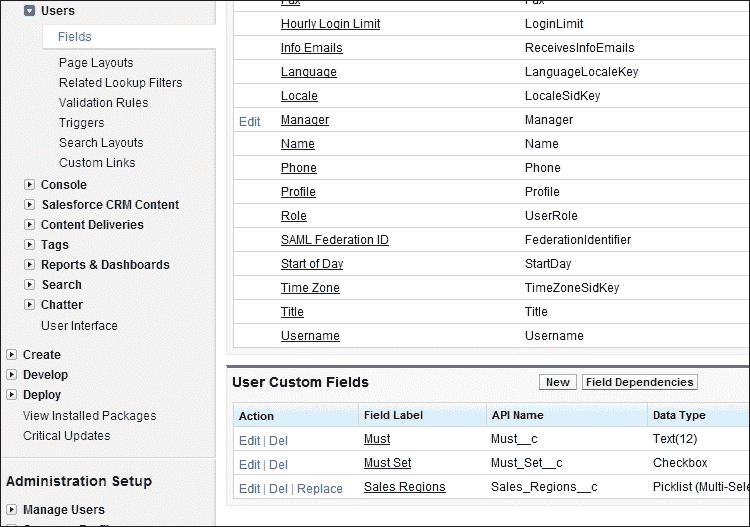 Users
Fields
Page Layouts
Related Lookup Filters
Validation Rules
Triggers
Search Layouts
Custom Links
Console
Salesforce CRM Content
Content Deliveries
Tags
Reports & Dashboards
Search
Chatter
User Interface
Create
Develop
Deploy
View Installed Packages
Critical Updates
Administration Setup
Manage Users
Fax Fax
Hourly Login Limit LoginLimit
Info Emails ReceivesInfoEmails
Language LanguageLocaleKey
Locale LocaleSidKey
Edit Manager Manager
Name Name
Phone Phone
Profile Profile
Role UserRole
SAML Federation ID FederationIdentifier
Start of Day StartDay
Time Zone TimeZoneSidKey
Title Title
Username Username
User Custom Fields New Field Dependencies
Action Field Label API Name Data Type
Edit | Del Must Must__c Text(12)
Edit | Del Must Set Must_Set__c Checkbox
Edit | Del | Replace Sales Regions Sales_Regions__c Picklist (Multi-Sele